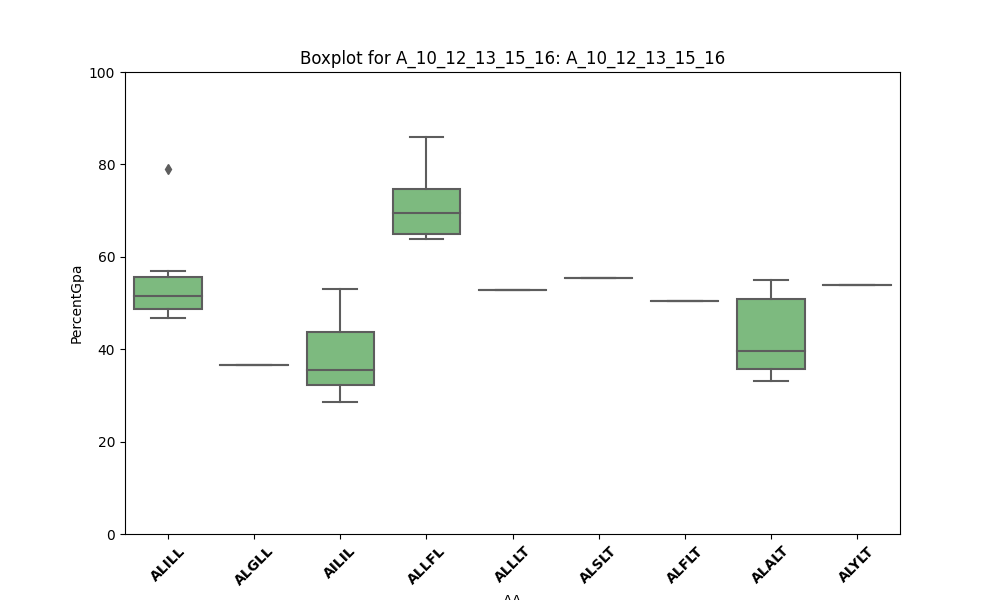 Boxplot for A_10_12_13_15_16: A_10_12_13_15_16
100
80
60
40
20
0
PercentGpa
ALILL
ALGLL
AILIL
ALLFL
ALLLT
ALSLT
ALFLT
ALALT
ALYLT
AA